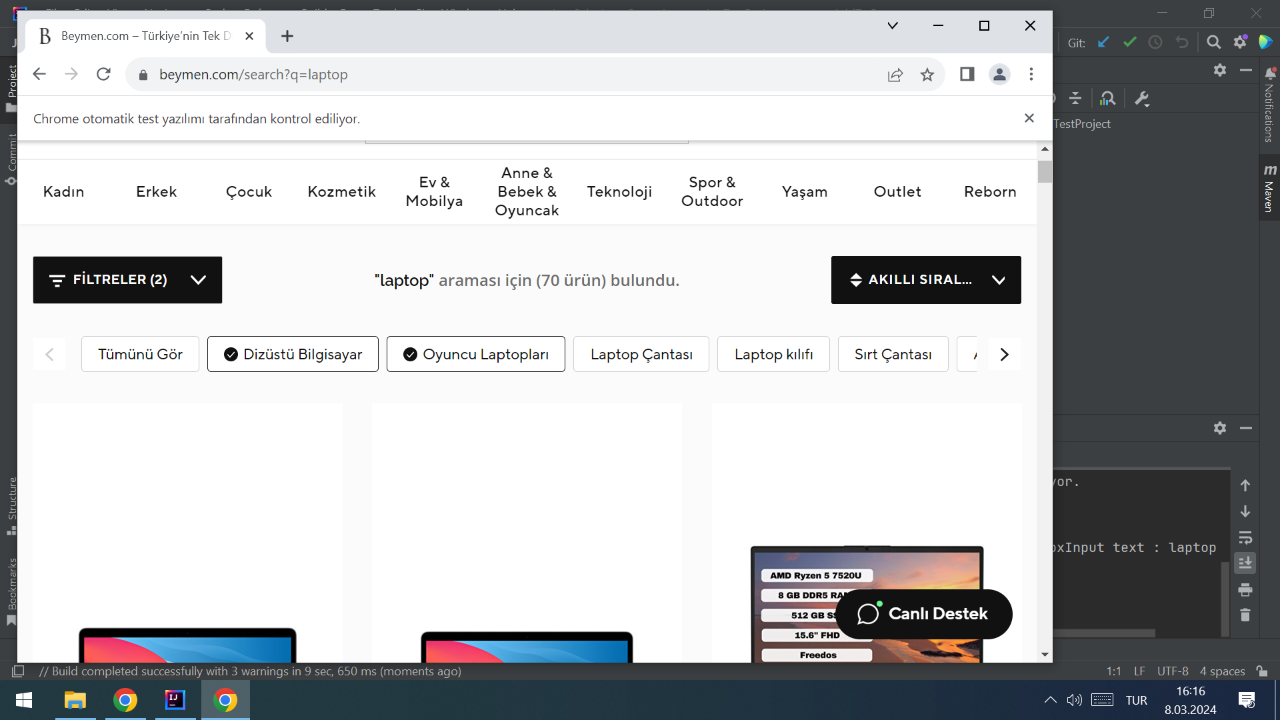 Beymen.com – Türkiye'nin Tek D
beymen.com/search?q=laptop
Git:
Chrome otomatik test yazılımı tarafından kontrol ediliyor.
TestProject
Project
Commit
Structure
Bookmarks
Notifications
Maven
Kadın
Erkek
Çocuk
Kozmetik
Ev &
Mobilya
Anne &
Bebek &
Oyuncak
Teknoloji
Spor &
Outdoor
Yaşam
Outlet
Reborn
FİLTRELER (2)
"laptop" araması için (70 ürün) bulundu.
AKILLI SIRAL...
Tümünü Gör
Dizüstü Bilgisayar
Oyuncu Laptopları
Laptop Çantası
Laptop kılıfı
Sırt Çantası
AMD Ryzen 5 7520U
8 GB DDR5 RA
512 GB SS
15.6" FHD
Freedos
Canlı Destek
yor.
oxInput text : laptop
// Build completed successfully with 3 warnings in 9 sec, 650 ms (moments ago)
1:1 LF UTF-8 4 spaces
TUR
16:16
8.03.2024